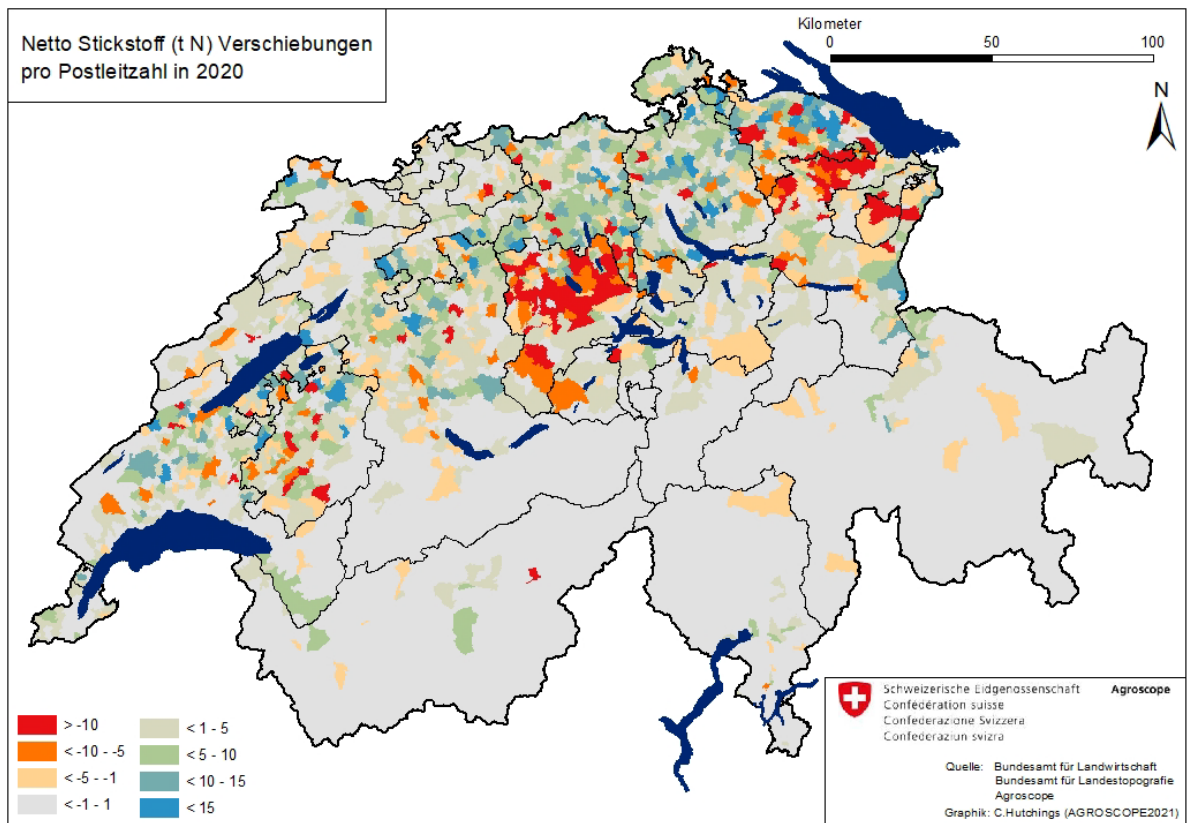 Netto Stickstoff (t N) Verschiebungen
pro Postleitzahl in 2020
Kilometer
0 50 100
N
> -10
< -10 - -5
< -5 - -1
< -1 - 1
< 1 - 5
< 5 - 10
< 10 - 15
< 15
Schweizerische Eidgenossenschaft Agroscope
Confédération suisse
Confederazione Svizzera
Confederaziun svizra
Quelle: Bundesamt für Landwirtschaft
Bundesamt für Landestopografie
Agroscope
Graphik: C.Hutchings (AGROSCOPE2021)